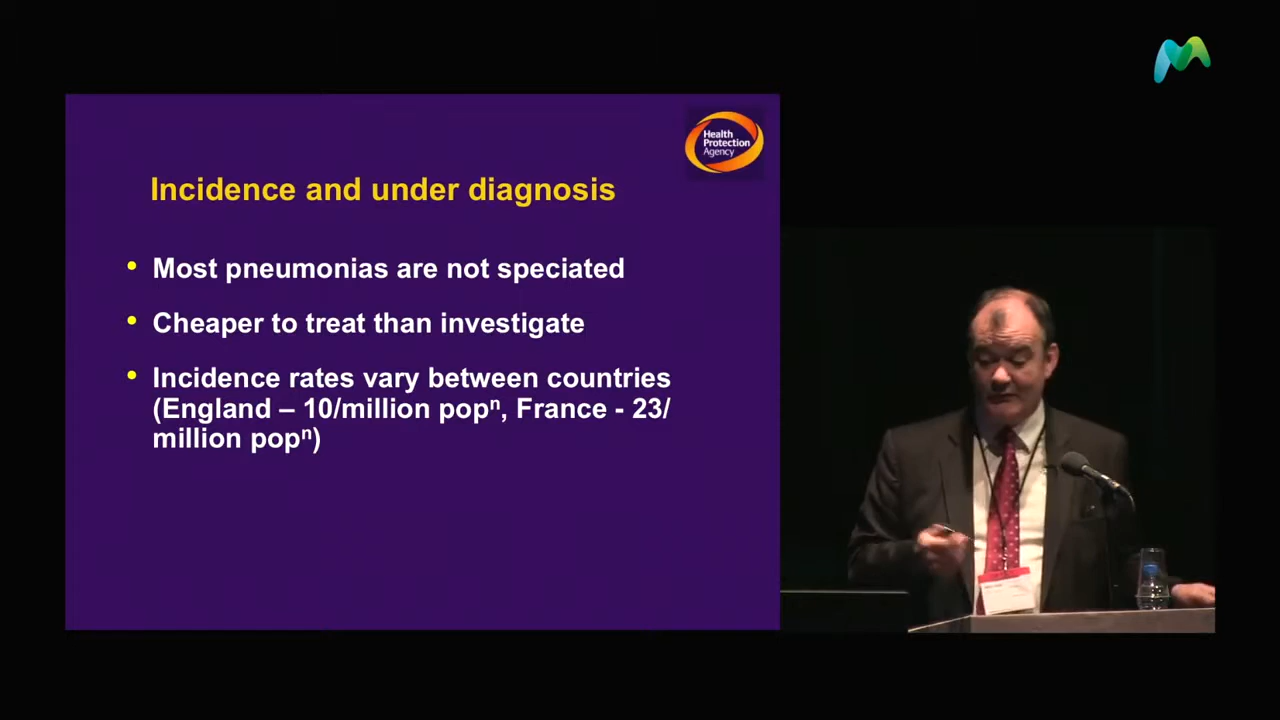 Health
Protection
Agency
Incidence and under diagnosis
• Most pneumonias are not speciated
• Cheaper to treat than investigate
• Incidence rates vary between countries
(England – 10/million popⁿ, France - 23/
million popⁿ)